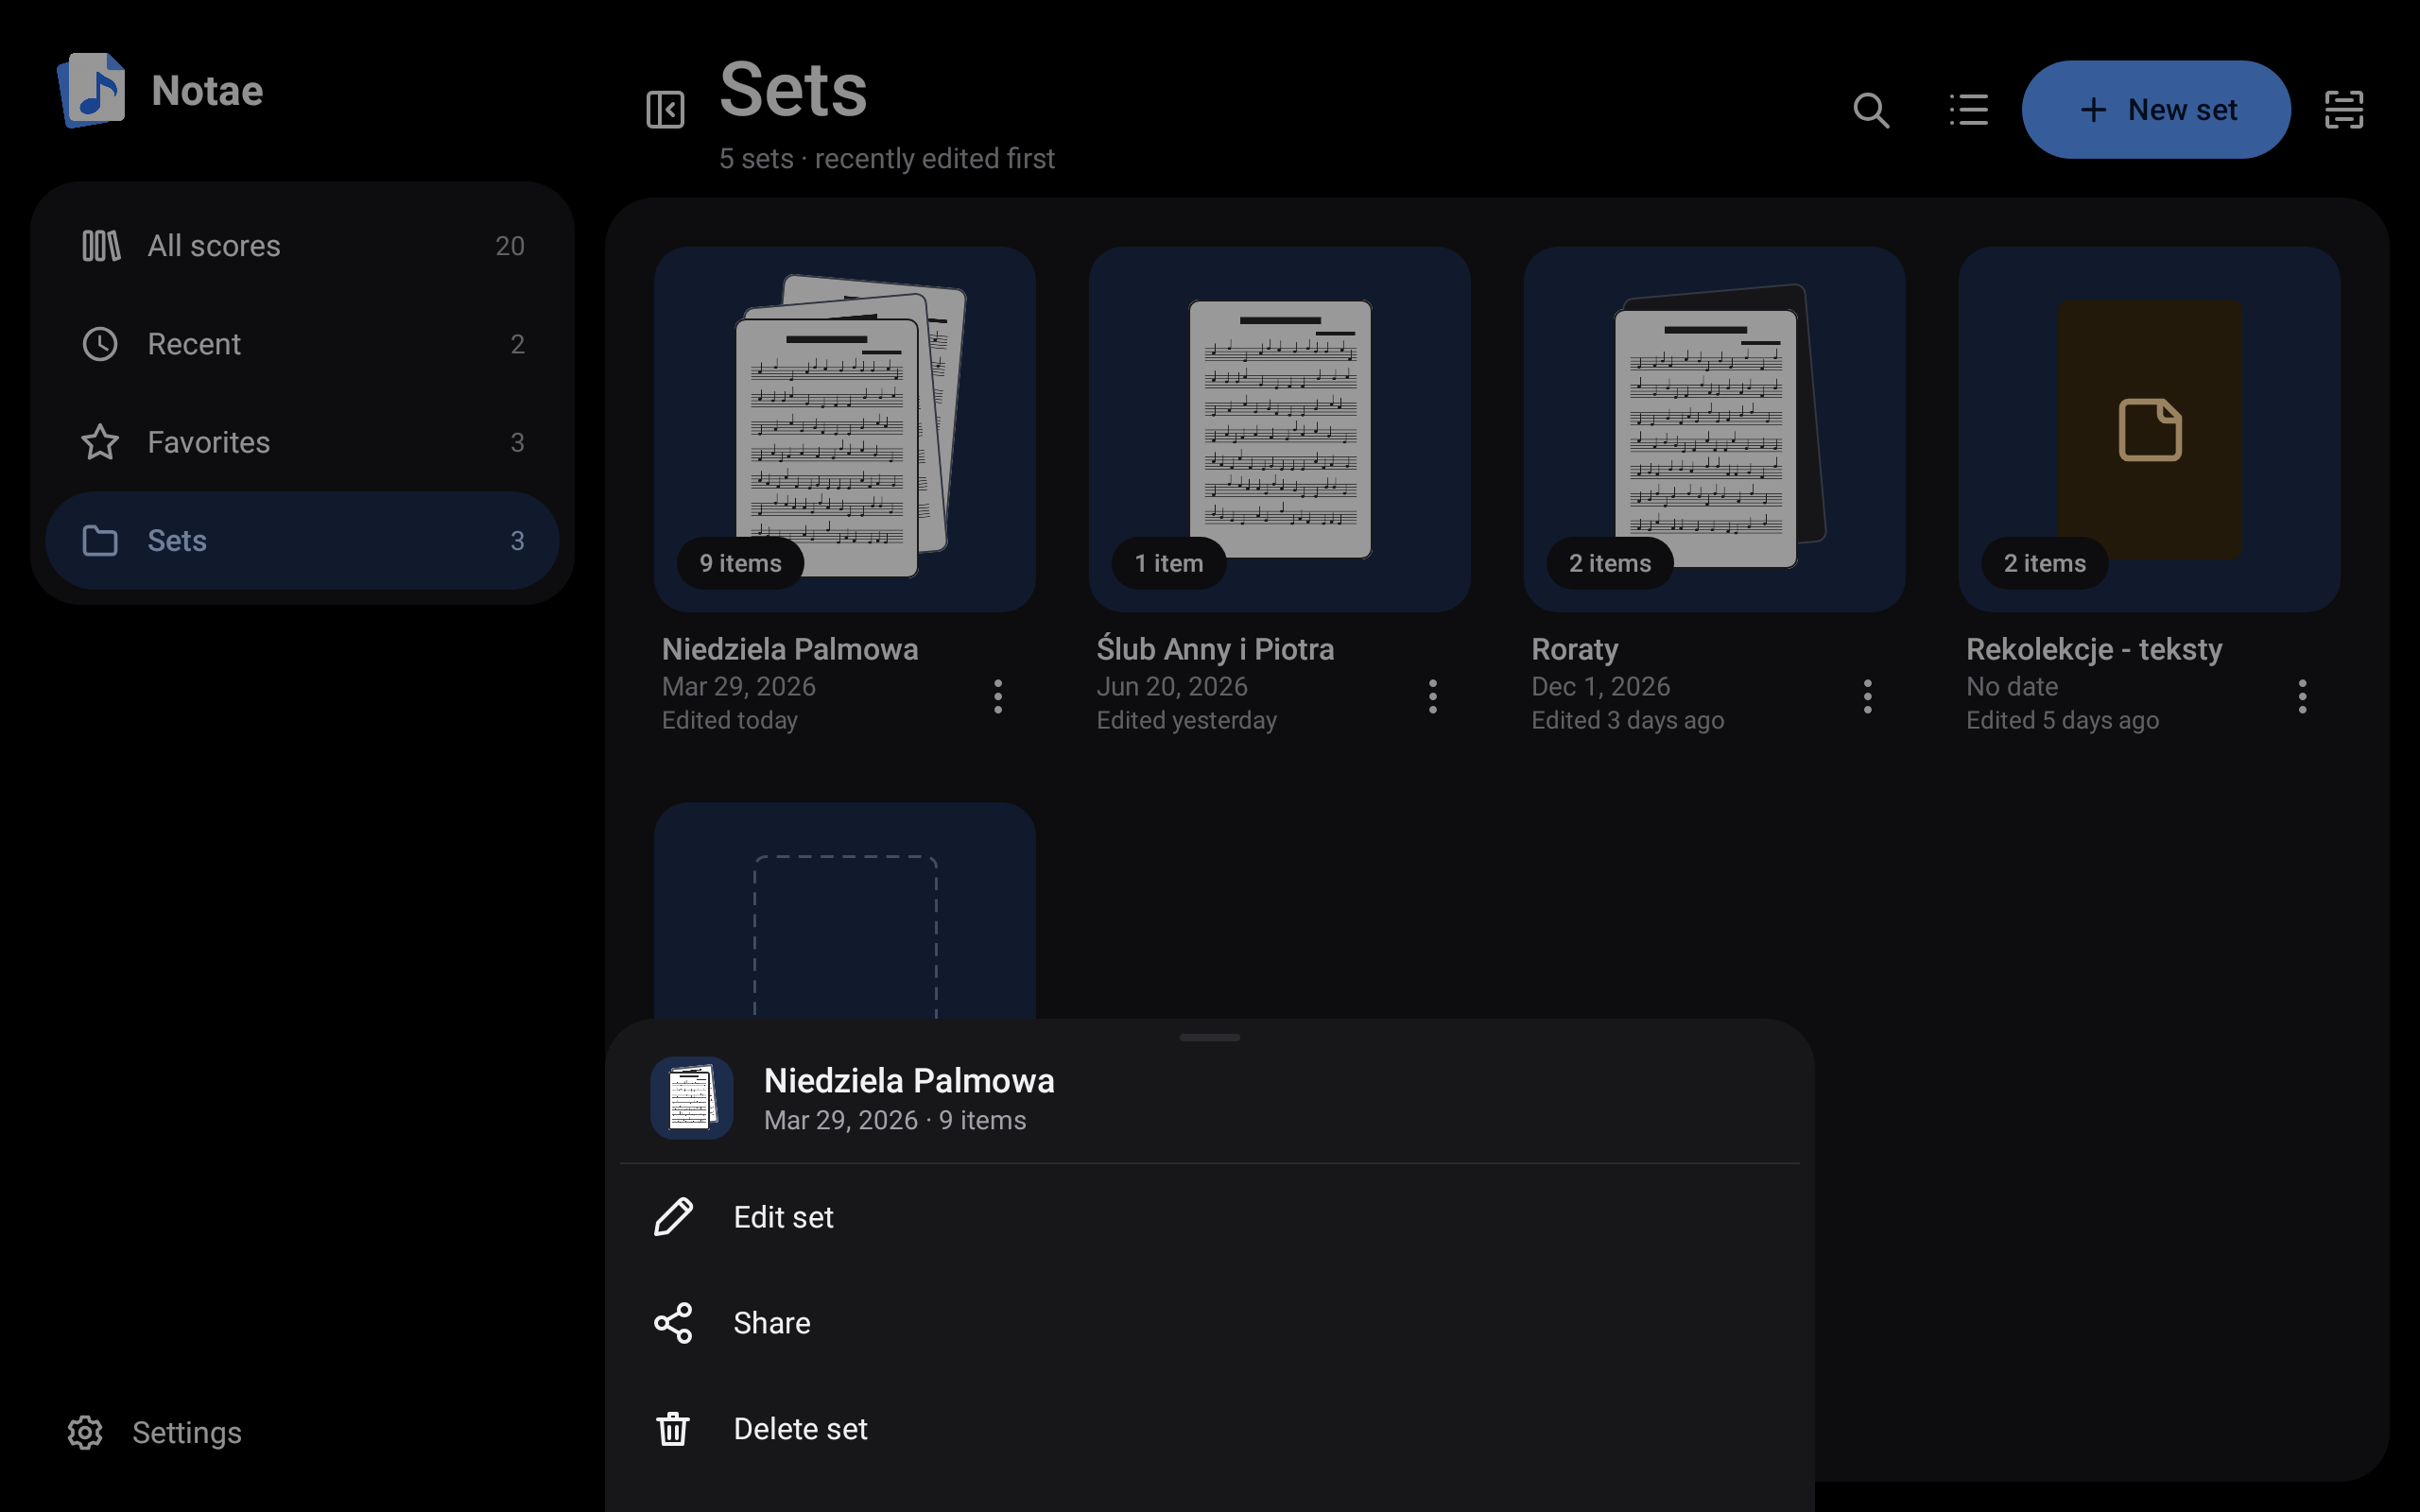 Notae
All scores 20
Recent 2
Favorites 3
Sets 3
Settings
Sets
5 sets · recently edited first
New set
9 items
Niedziela Palmowa
Mar 29, 2026
Edited today
1 item
Ślub Anny i Piotra
Jun 20, 2026
Edited yesterday
2 items
Roraty
Dec 1, 2026
Edited 3 days ago
2 items
Rekolekcje - teksty
No date
Edited 5 days ago
Niedziela Palmowa
Mar 29, 2026 · 9 items
Edit set
Share
Delete set